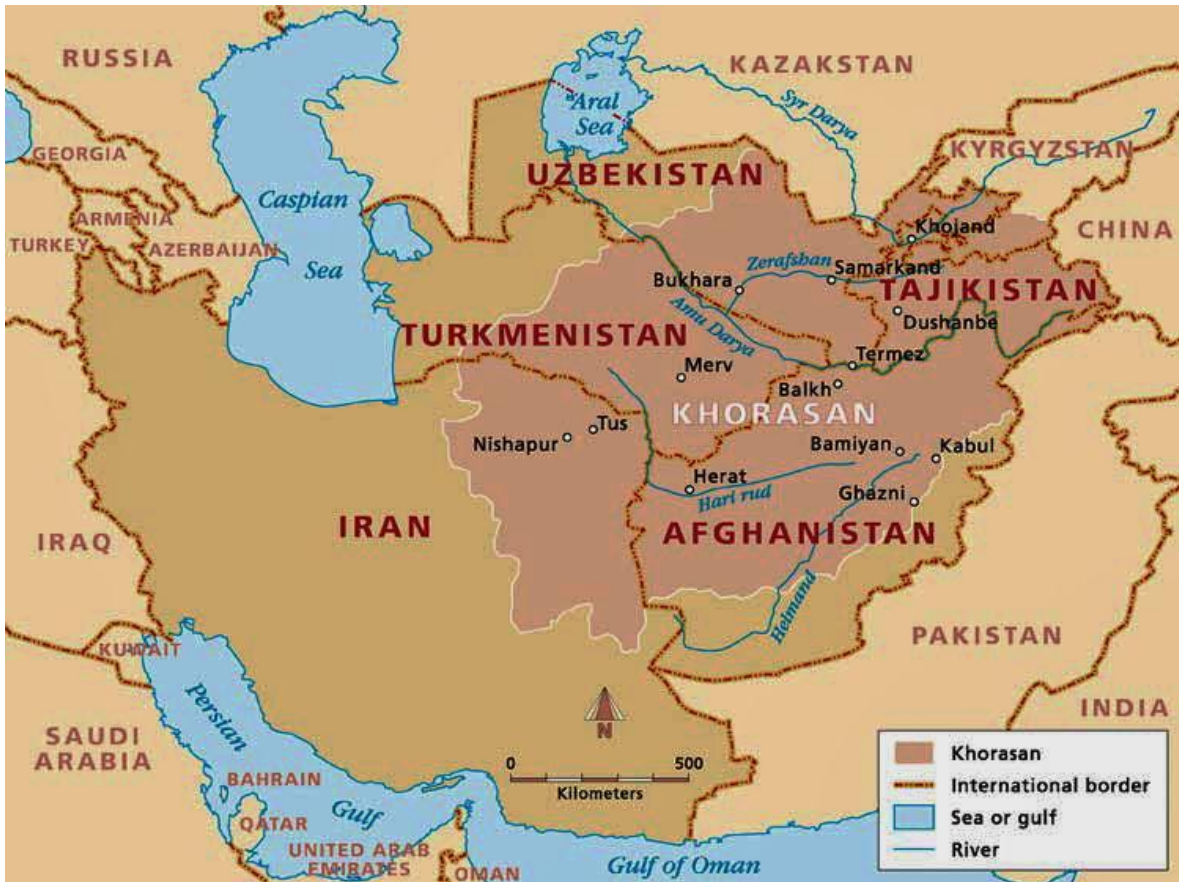 RUSSIA
KAZAKSTAN
Aral
Sea
Syr Darya
KYRGYZSTAN
GEORGIA
UZBEKISTAN
Caspian
Sea
ARMENIA
TURKEY
AZERBAIJAN
Khojand
CHINA
Zerafshan
Samarkand
Bukhara
TAJIKISTAN
Dushanbe
TURKMENISTAN
Amu Darya
Termez
Merv
Balkh
KHORASAN
Tus
Nishapur
Bamiyan
Kabul
Herat
Hari rud
Ghazni
IRAN
AFGHANISTAN
IRAQ
Helmand
PAKISTAN
KUWAIT
Persian
Gulf
N
INDIA
SAUDI
ARABIA
0 500
Kilometers
BAHRAIN
QATAR
UNITED ARAB
EMIRATES
OMAN
Gulf of Oman
Khorasan
International border
Sea or gulf
River